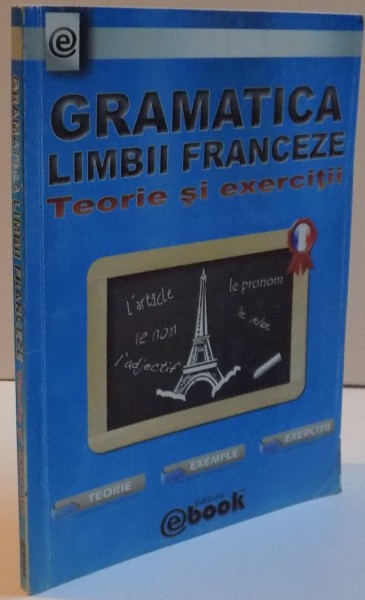 e
GRAMATICA
LIMBII FRANCEZE
Teorie și exerciții
L'article
le nom
l'adjectif
le pronom
le verbe
TEORIE
EXEMPLE
EXERCIȚII
Editura
ebook
GRAMATICA LIMBII FRANCEZE